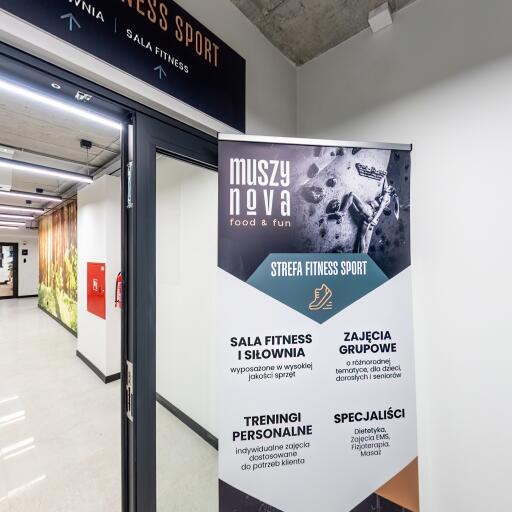 NESS SPORT
WNIA | SALA FITNESS
muszy
nova
food & fun
STREFA FITNESS SPORT
SALA FITNESS
I SIŁOWNIA
wyposażone w wysokiej
jakości sprzęt
ZAJĘCIA
GRUPOWE
o różnorodnej
tematyce, dla dzieci,
dorosłych i seniorów
TRENINGI
PERSONALNE
indywidualne zajęcia
dostosowane
do potrzeb klienta
SPECJALIŚCI
Dietetyka,
Zajęcia EMS,
Fizjoterapia,
Masaż